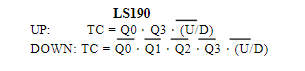 LS190
UP: TC = Q0 · Q3 · (U/D)
DOWN: TC = Q0 · Q1 · Q2 · Q3 · (U/D)